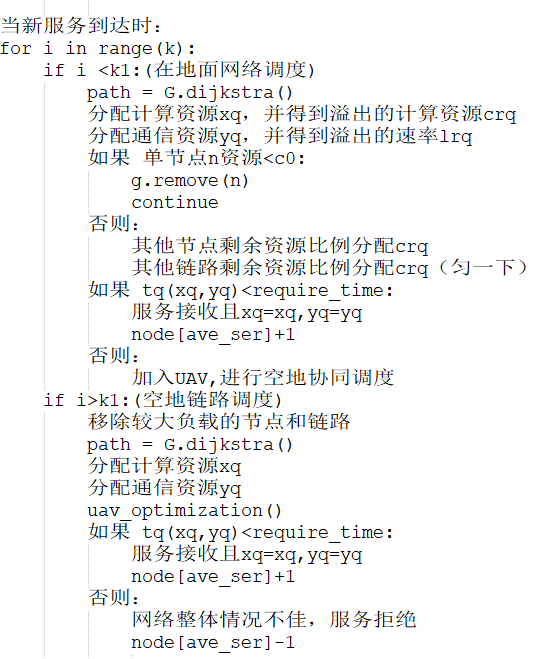 当新服务到达时：
for i in range(k):
if i <k1:(在地面网络调度)
path = G.dijkstra()
分配计算资源xq，并得到溢出的计算资源crq
分配通信资源yq，并得到溢出的速率lrq
如果 单节点n资源<c0:
g.remove(n)
continue
否则：
其他节点剩余资源比例分配crq
其他链路剩余资源比例分配crq（匀一下）
如果 tq(xq,yq)<require_time:
服务接收且xq=xq,yq=yq
node[ave_ser]+1
否则：
加入UAV,进行空地协同调度
if i>k1:(空地链路调度)
移除较大负载的节点和链路
path = G.dijkstra()
分配计算资源xq
分配通信资源yq
uav_optimization()
如果 tq(xq,yq)<require_time:
服务接收且xq=xq,yq=yq
node[ave_ser]+1
否则：
网络整体情况不佳，服务拒绝
node[ave_ser]-1